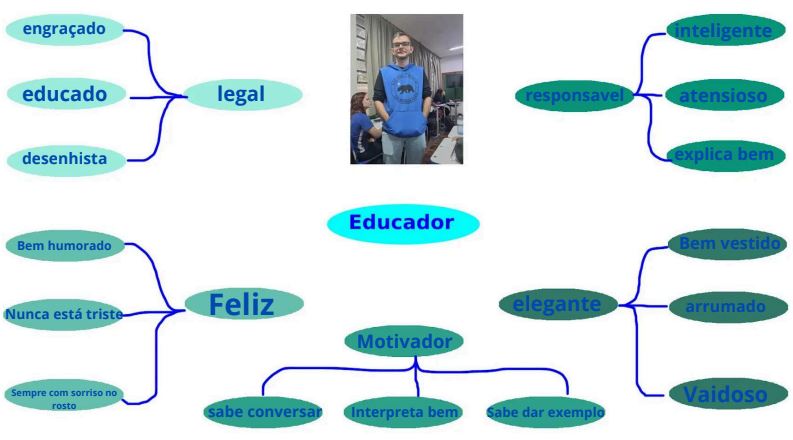 engraçado
educado
desenhista
legal
inteligente
responsavel
atensioso
explica bem
Educador
Bem humorado
Nunca está triste
Sempre com sorriso no
rosto
Feliz
Bem vestido
elegante
arrumado
Vaidoso
Motivador
sabe conversar
Interpreta bem
Sabe dar exemplo